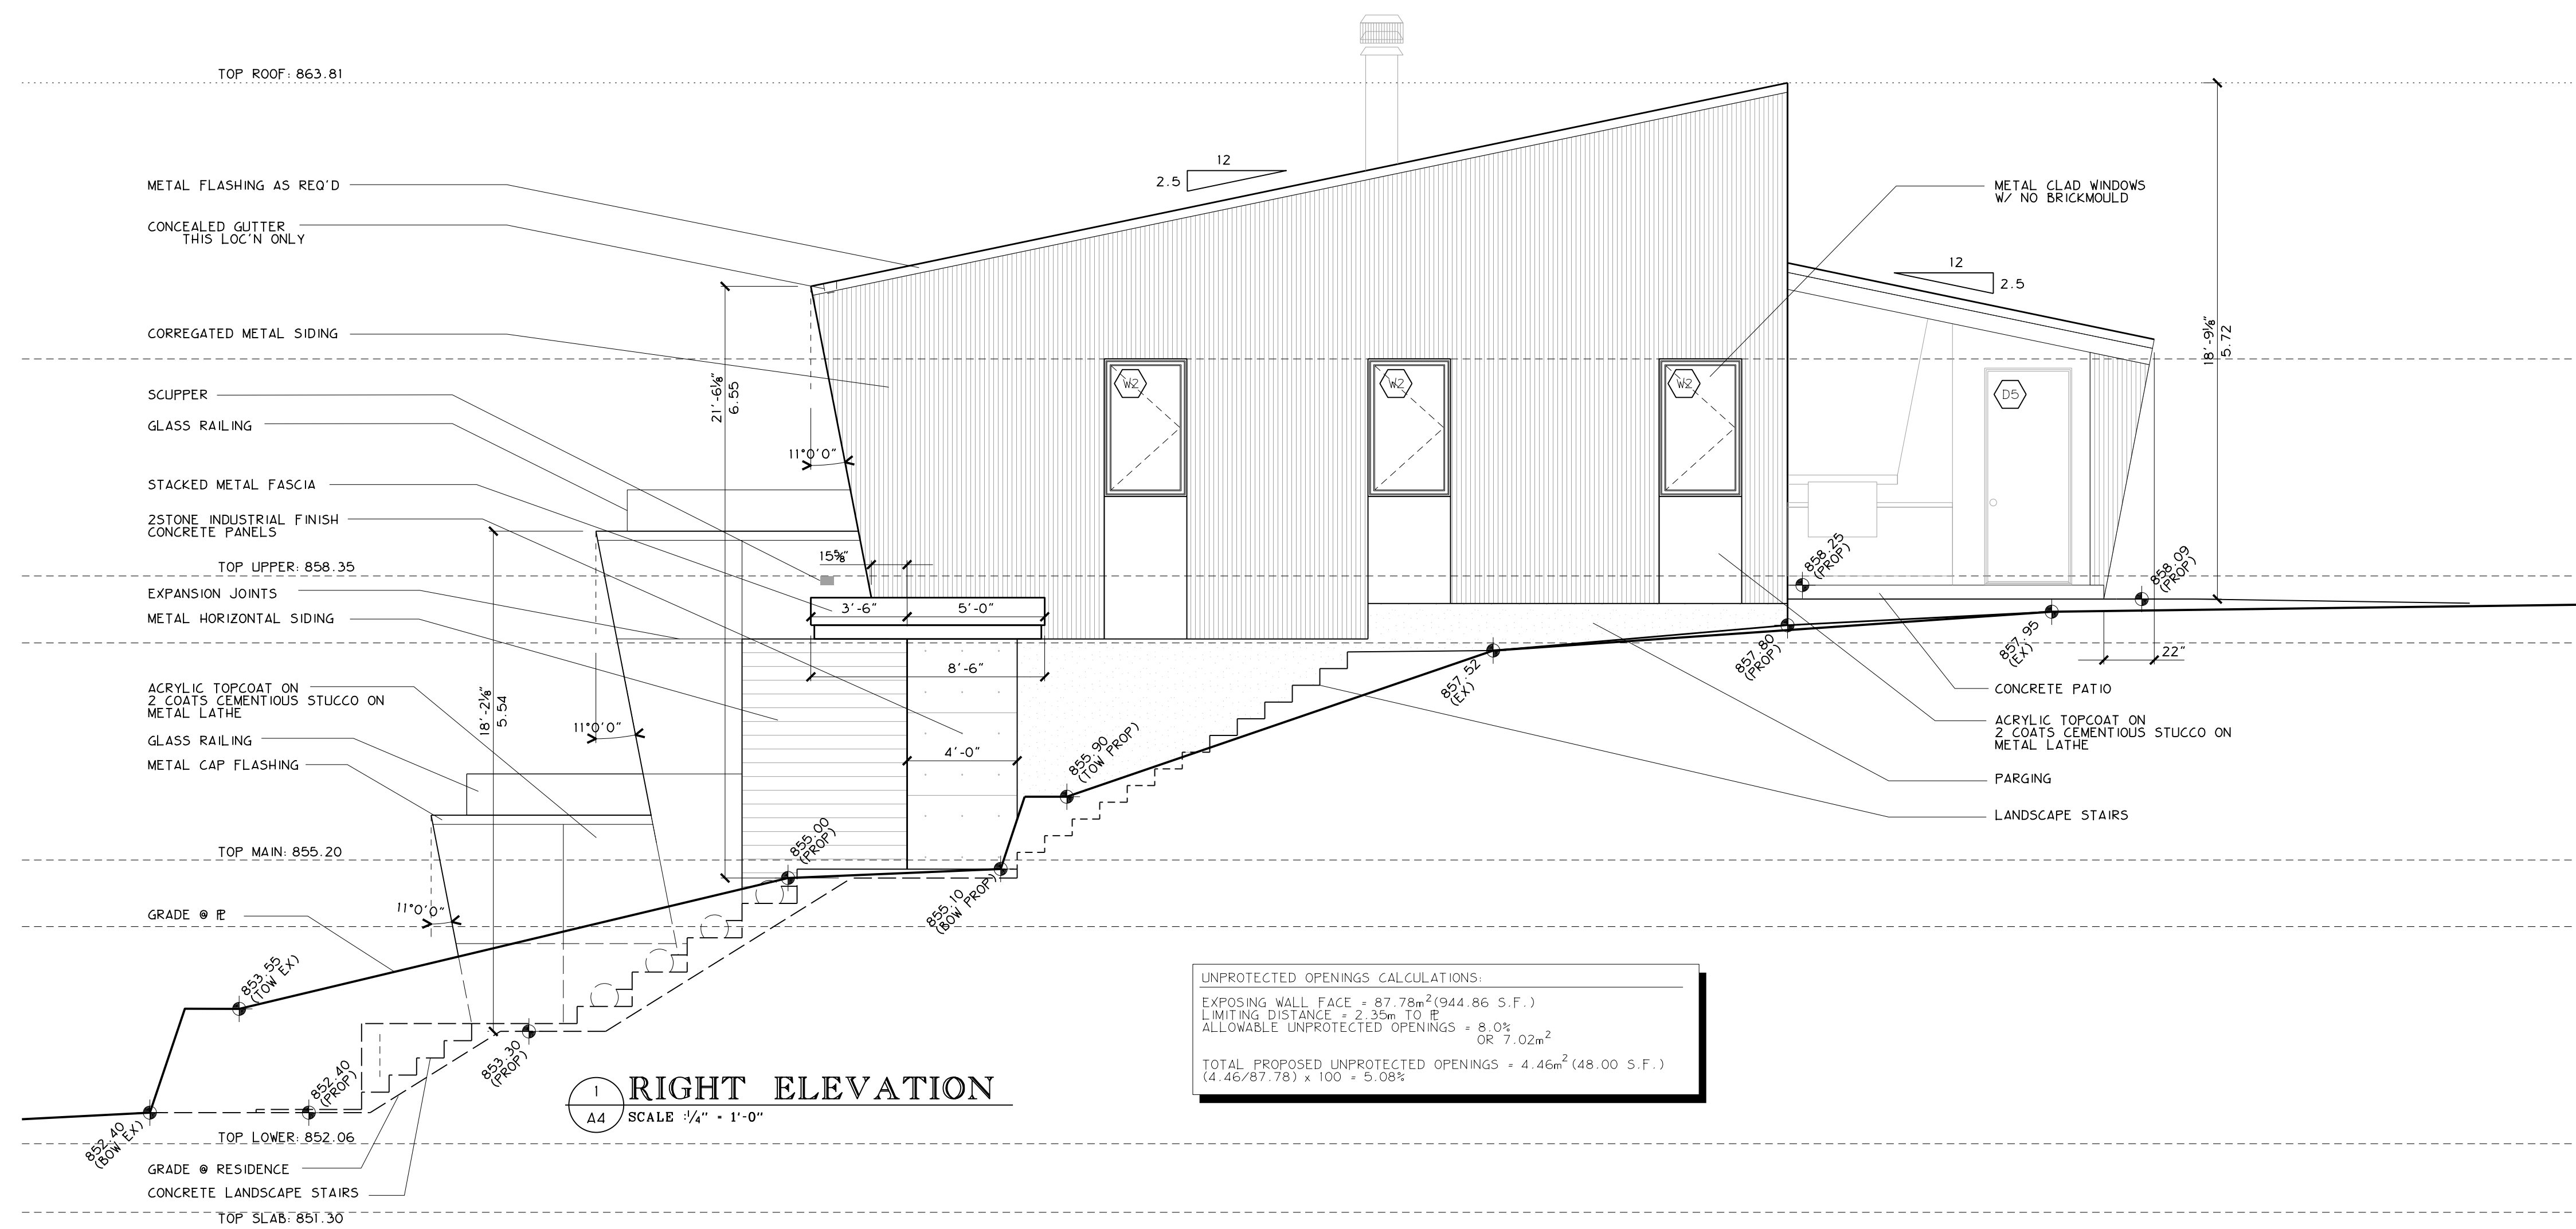 TOP ROOF: 863.81
METAL FLASHING AS REQ'D
CONCEALED GUTTER
THIS LOC'N ONLY
CORREGATED METAL SIDING
SCUPPER
GLASS RAILING
STACKED METAL FASCIA
2STONE INDUSTRIAL FINISH
CONCRETE PANELS
TOP UPPER: 858.35
EXPANSION JOINTS
METAL HORIZONTAL SIDING
ACRYLIC TOPCOAT ON
2 COATS CEMENTIOUS STUCCO ON
METAL LATHE
GLASS RAILING
METAL CAP FLASHING
TOP MAIN: 855.20
GRADE @ PL
853.55
(TOW EX)
852.40
(BOW EX)
852.40
(PROP)
853.30
(PROP)
TOP LOWER: 852.06
GRADE @ RESIDENCE
CONCRETE LANDSCAPE STAIRS
TOP SLAB: 851.30
12
2.5
21'-6⅛"
6.55
11°0'0"
15⅝"
3'-6"
5'-0"
8'-6"
4'-0"
18'-2⅛"
5.54
11°0'0"
11°0'0"
855.00
(PROP)
855.10
(BOW PROP)
855.90
(TOW PROP)
857.52
(EX)
857.80
(PROP)
857.95
(EX)
858.25
(PROP)
858.09
(PROP)
W2
W2
W2
D5
12
2.5
18'-9⅛"
5.72
22"
METAL CLAD WINDOWS
W/ NO BRICKMOULD
CONCRETE PATIO
ACRYLIC TOPCOAT ON
2 COATS CEMENTIOUS STUCCO ON
METAL LATHE
PARGING
LANDSCAPE STAIRS
UNPROTECTED OPENINGS CALCULATIONS:
EXPOSING WALL FACE = 87.78m² (944.86 S.F.)
LIMITING DISTANCE = 2.35m TO PL
ALLOWABLE UNPROTECTED OPENINGS = 8.0%
OR 7.02m²
TOTAL PROPOSED UNPROTECTED OPENINGS = 4.46m² (48.00 S.F.)
(4.46/87.78) x 100 = 5.08%
1
A4
RIGHT ELEVATION
SCALE :¼" = 1'-0"